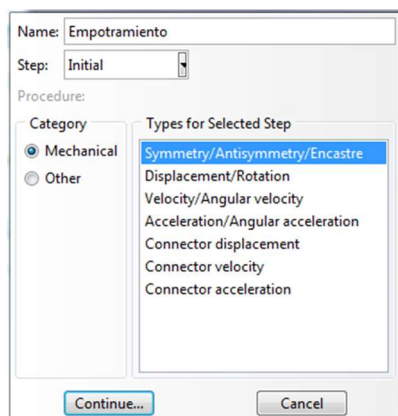 Name: Empotramiento
Step: Initial
Procedure:
Category
Mechanical
Other
Types for Selected Step
Symmetry/Antisymmetry/Encastre
Displacement/Rotation
Velocity/Angular velocity
Acceleration/Angular acceleration
Connector displacement
Connector velocity
Connector acceleration
Continue... Cancel